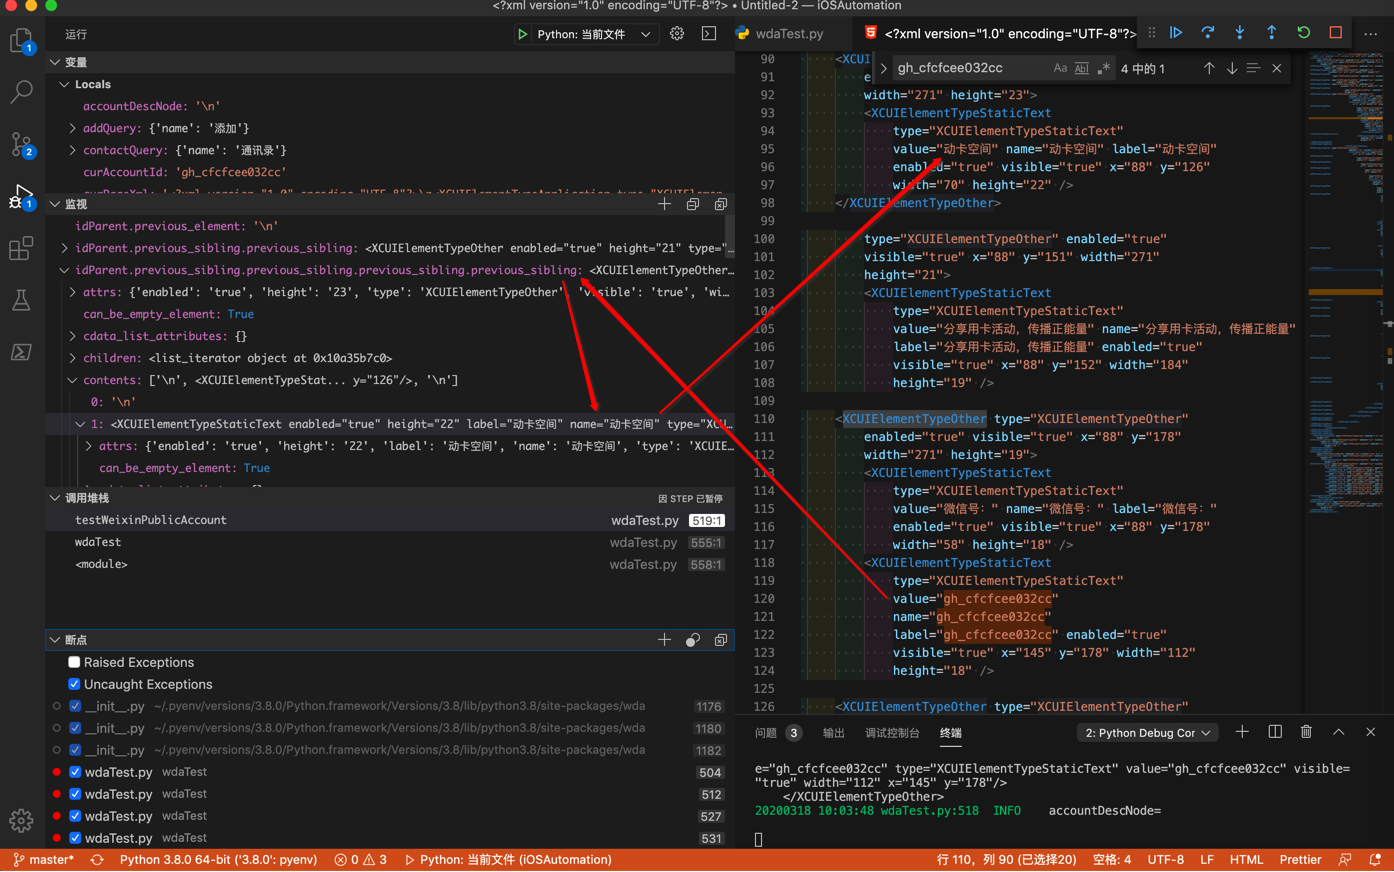 <?xml version="1.0" encoding="UTF-8"?> • Untitled-2 — iOSAutomation
运行
Python: 当前文件
变量
Locals
accountDescNode: '\n'
addQuery: {'name': '添加'}
contactQuery: {'name': '通讯录'}
curAccountId: 'gh_cfcfcee032cc'
监视
idParent.previous_element: '\n'
idParent.previous_sibling.previous_sibling: <XCUIElementTypeOther enabled="true" height="21" type="…
idParent.previous_sibling.previous_sibling.previous_sibling.previous_sibling: <XCUIElementTypeOther…
attrs: {'enabled': 'true', 'height': '23', 'type': 'XCUIElementTypeOther', 'visible': 'true', 'wi…
can_be_empty_element: True
cdata_list_attributes: {}
children: <list_iterator object at 0x10a35b7c0>
contents: ['\n', <XCUIElementTypeStat... y="126"/>, '\n']
0: '\n'
1: <XCUIElementTypeStaticText enabled="true" height="22" label="动卡空间" name="动卡空间" type="XCU…
attrs: {'enabled': 'true', 'height': '22', 'label': '动卡空间', 'name': '动卡空间', 'type': 'XCUIE…
can_be_empty_element: True
调用堆栈
因 STEP 已暂停
testWeixinPublicAccount wdaTest.py 519:1
wdaTest wdaTest.py 555:1
<module> wdaTest.py 558:1
断点
Raised Exceptions
Uncaught Exceptions
__init__.py ~/.pyenv/versions/3.8.0/Python.framework/Versions/3.8/lib/python3.8/site-packages/wda 1176
__init__.py ~/.pyenv/versions/3.8.0/Python.framework/Versions/3.8/lib/python3.8/site-packages/wda 1180
__init__.py ~/.pyenv/versions/3.8.0/Python.framework/Versions/3.8/lib/python3.8/site-packages/wda 1182
wdaTest.py wdaTest 504
wdaTest.py wdaTest 512
wdaTest.py wdaTest 527
wdaTest.py wdaTest 531
wdaTest.py
<?xml version="1.0" encoding="UTF-8"?>
gh_cfcfcee032cc
4 中的 1
90 <XCUI
91 e
92 width="271" height="23">
93 <XCUIElementTypeStaticText
94 type="XCUIElementTypeStaticText"
95 value="动卡空间" name="动卡空间" label="动卡空间"
96 enabled="true" visible="true" x="88" y="126"
97 width="70" height="22" />
98 </XCUIElementTypeOther>
99
100 type="XCUIElementTypeOther" enabled="true"
101 visible="true" x="88" y="151" width="271"
102 height="21">
103 <XCUIElementTypeStaticText
104 type="XCUIElementTypeStaticText"
105 value="分享用卡活动，传播正能量" name="分享用卡活动，传播正能量"
106 label="分享用卡活动，传播正能量" enabled="true"
107 visible="true" x="88" y="152" width="184"
108 height="19" />
109
110 <XCUIElementTypeOther type="XCUIElementTypeOther"
111 enabled="true" visible="true" x="88" y="178"
112 width="271" height="19">
113 <XCUIElementTypeStaticText
114 type="XCUIElementTypeStaticText"
115 value="微信号：" name="微信号：" label="微信号："
116 enabled="true" visible="true" x="88" y="178"
117 width="58" height="18" />
118 <XCUIElementTypeStaticText
119 type="XCUIElementTypeStaticText"
120 value="gh_cfcfcee032cc"
121 name="gh_cfcfcee032cc"
122 label="gh_cfcfcee032cc" enabled="true"
123 visible="true" x="145" y="178" width="112"
124 height="18" />
125
126 <XCUIElementTypeOther type="XCUIElementTypeOther"
问题 3 输出 调试控制台 终端
2: Python Debug Cor
e="gh_cfcfcee032cc" type="XCUIElementTypeStaticText" value="gh_cfcfcee032cc" visible=
"true" width="112" x="145" y="178"/>
</XCUIElementTypeOther>
20200318 10:03:48 wdaTest.py:518 INFO accountDescNode=
master* Python 3.8.0 64-bit ('3.8.0': pyenv) 0 3 Python: 当前文件 (iOSAutomation) 行 110，列 90 (已选择20) 空格: 4 UTF-8 LF HTML Prettier